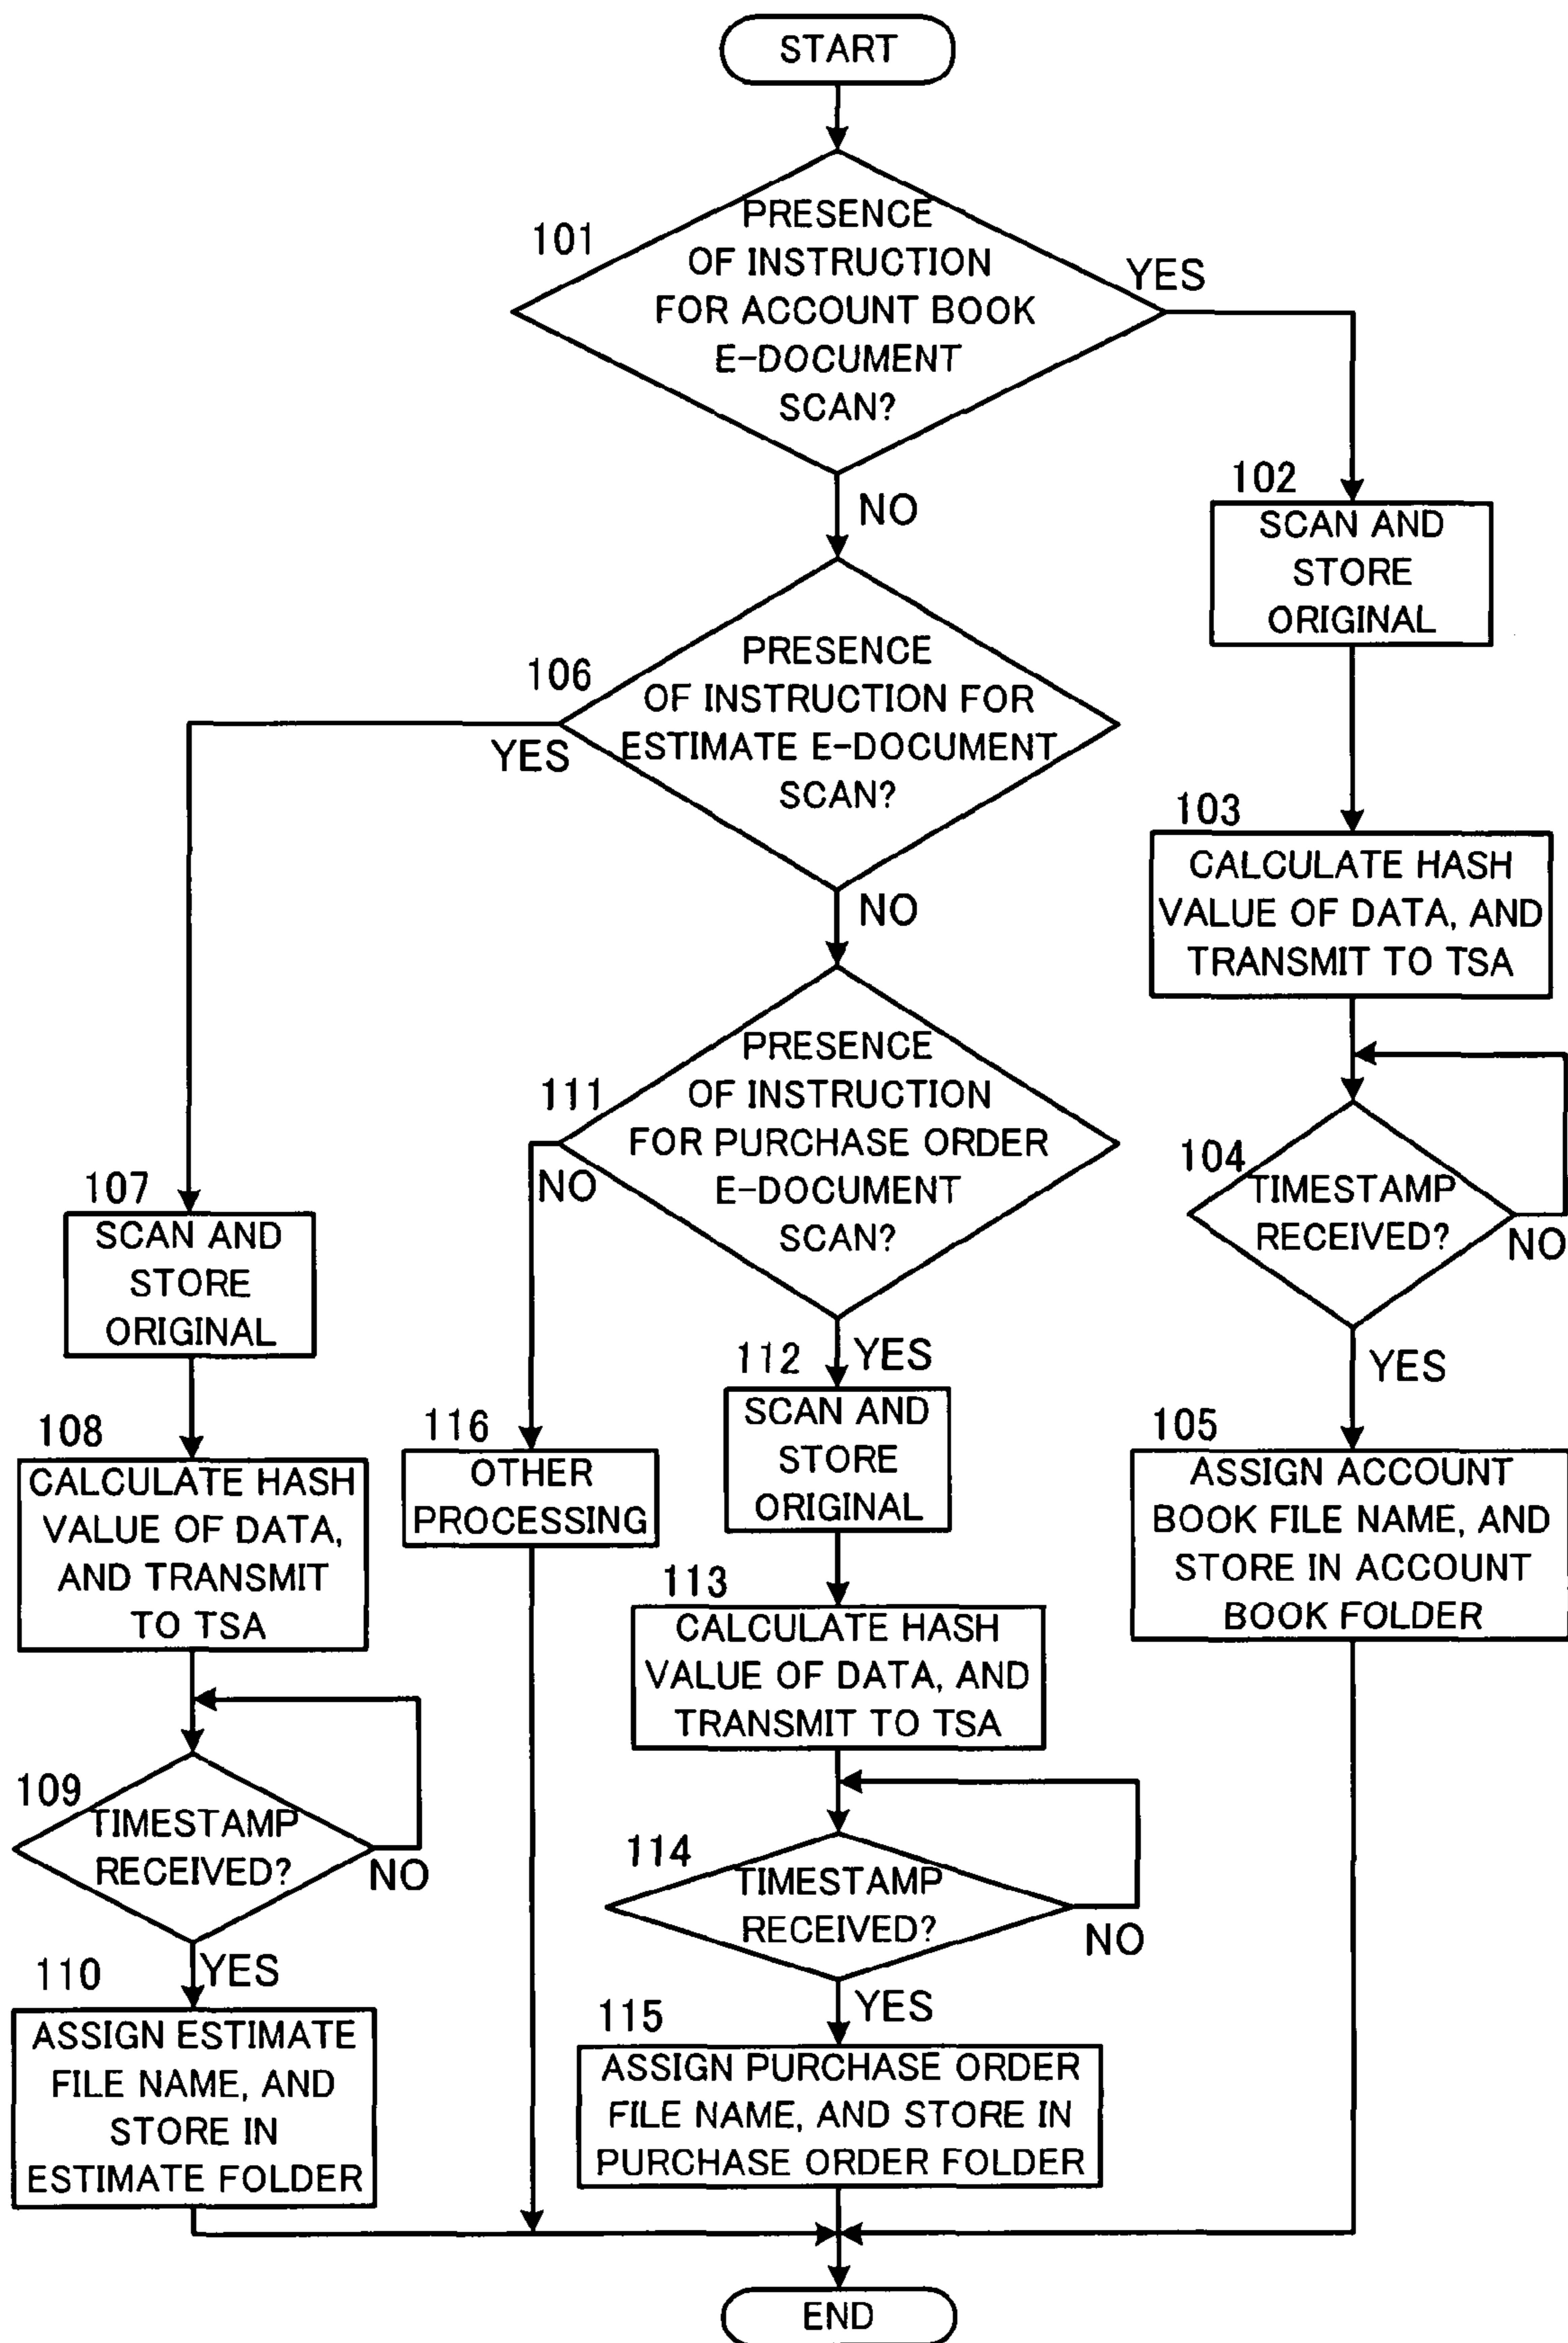 START
101
PRESENCE
OF INSTRUCTION
FOR ACCOUNT BOOK
E-DOCUMENT
SCAN?
YES
NO
102
SCAN AND
STORE
ORIGINAL
103
CALCULATE HASH
VALUE OF DATA, AND
TRANSMIT TO TSA
104
TIMESTAMP
RECEIVED?
NO
YES
105
ASSIGN ACCOUNT
BOOK FILE NAME, AND
STORE IN ACCOUNT
BOOK FOLDER
106
PRESENCE
OF INSTRUCTION FOR
ESTIMATE E-DOCUMENT
SCAN?
YES
NO
107
SCAN AND
STORE
ORIGINAL
108
CALCULATE HASH
VALUE OF DATA,
AND TRANSMIT
TO TSA
109
TIMESTAMP
RECEIVED?
NO
YES
110
ASSIGN ESTIMATE
FILE NAME, AND
STORE IN
ESTIMATE FOLDER
111
PRESENCE
OF INSTRUCTION
FOR PURCHASE ORDER
E-DOCUMENT
SCAN?
NO
YES
112
SCAN AND
STORE
ORIGINAL
113
CALCULATE HASH
VALUE OF DATA, AND
TRANSMIT TO TSA
114
TIMESTAMP
RECEIVED?
NO
YES
115
ASSIGN PURCHASE ORDER
FILE NAME, AND STORE IN
PURCHASE ORDER FOLDER
116
OTHER
PROCESSING
END